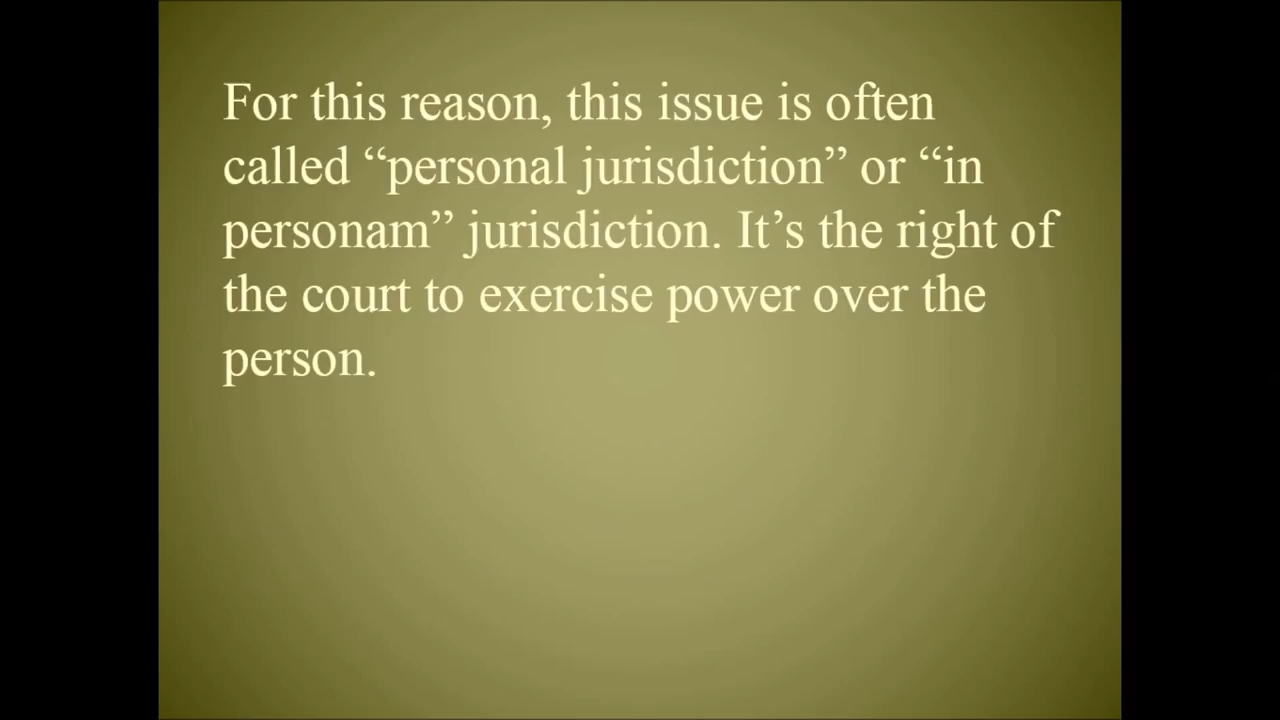 For this reason, this issue is often
called “personal jurisdiction” or “in
personam” jurisdiction. It’s the right of
the court to exercise power over the
person.